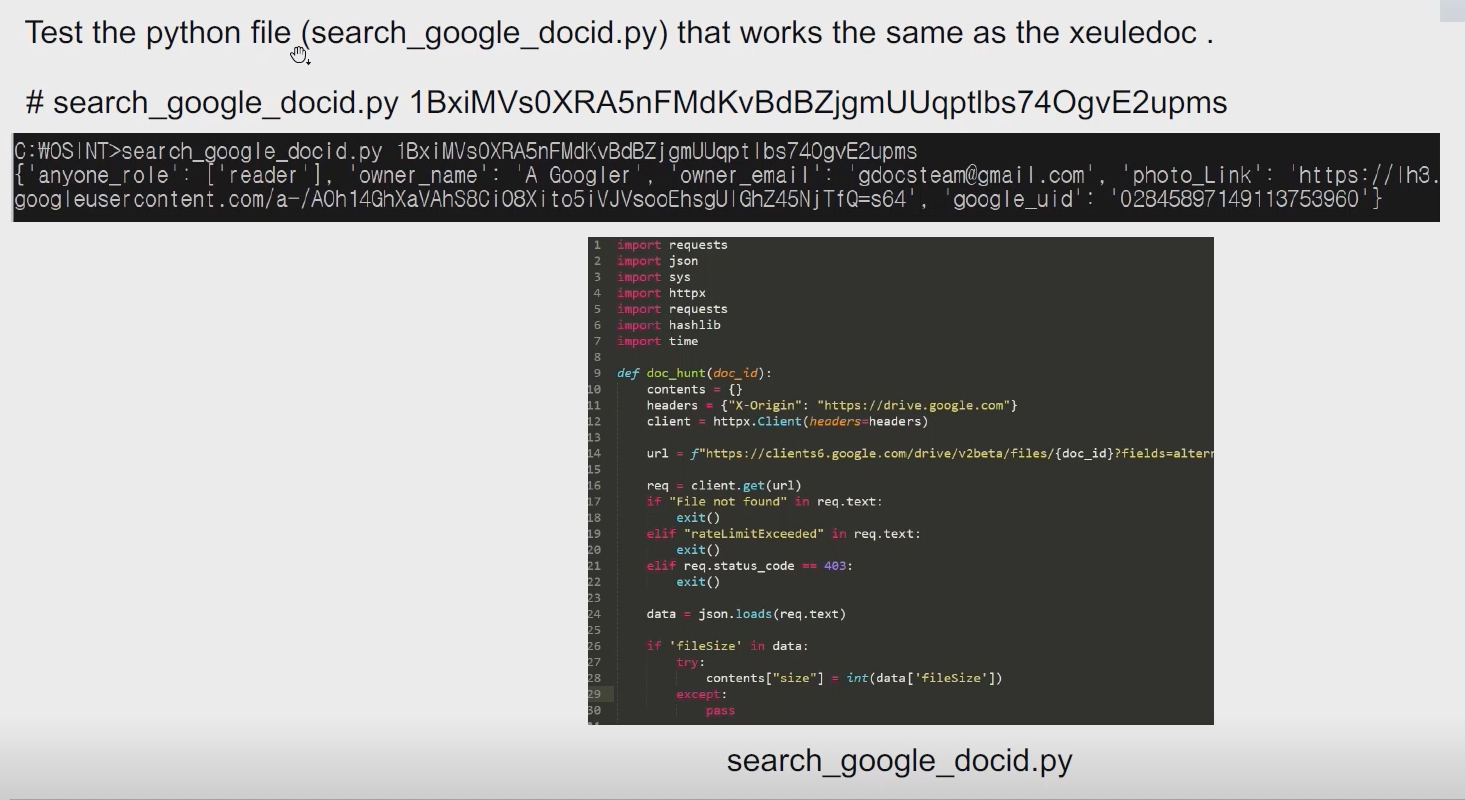 Test the python file (search_google_docid.py) that works the same as the xeuledoc .
# search_google_docid.py 1BxiMVs0XRA5nFMdKvBdBZjgmUUqptlbs74OgvE2upms
C:₩OSINT>search_google_docid.py 1BxiMVs0XRA5nFMdKvBdBZjgmUUqptlbs74OgvE2upms
{'anyone_role': ['reader'], 'owner_name': 'A Googler', 'owner_email': 'gdocsteam@gmail.com', 'photo_Link': 'https://lh3.
googleusercontent.com/a-/AOh14GhXaVAhS8CiO8Xito5iVJVsooEhsgUlGhZ45NjTfQ=s64', 'google_uid': '02845897149113753960'}
1 import requests
2 import json
3 import sys
4 import httpx
5 import requests
6 import hashlib
7 import time
8
9 def doc_hunt(doc_id):
10 contents = {}
11 headers = {"X-Origin": "https://drive.google.com"}
12 client = httpx.Client(headers=headers)
13
14 url = f"https://clients6.google.com/drive/v2beta/files/{doc_id}?fields=altern
15
16 req = client.get(url)
17 if "File not found" in req.text:
18 exit()
19 elif "rateLimitExceeded" in req.text:
20 exit()
21 elif req.status_code == 403:
22 exit()
23
24 data = json.loads(req.text)
25
26 if 'fileSize' in data:
27 try:
28 contents["size"] = int(data['fileSize'])
29 except:
30 pass
search_google_docid.py